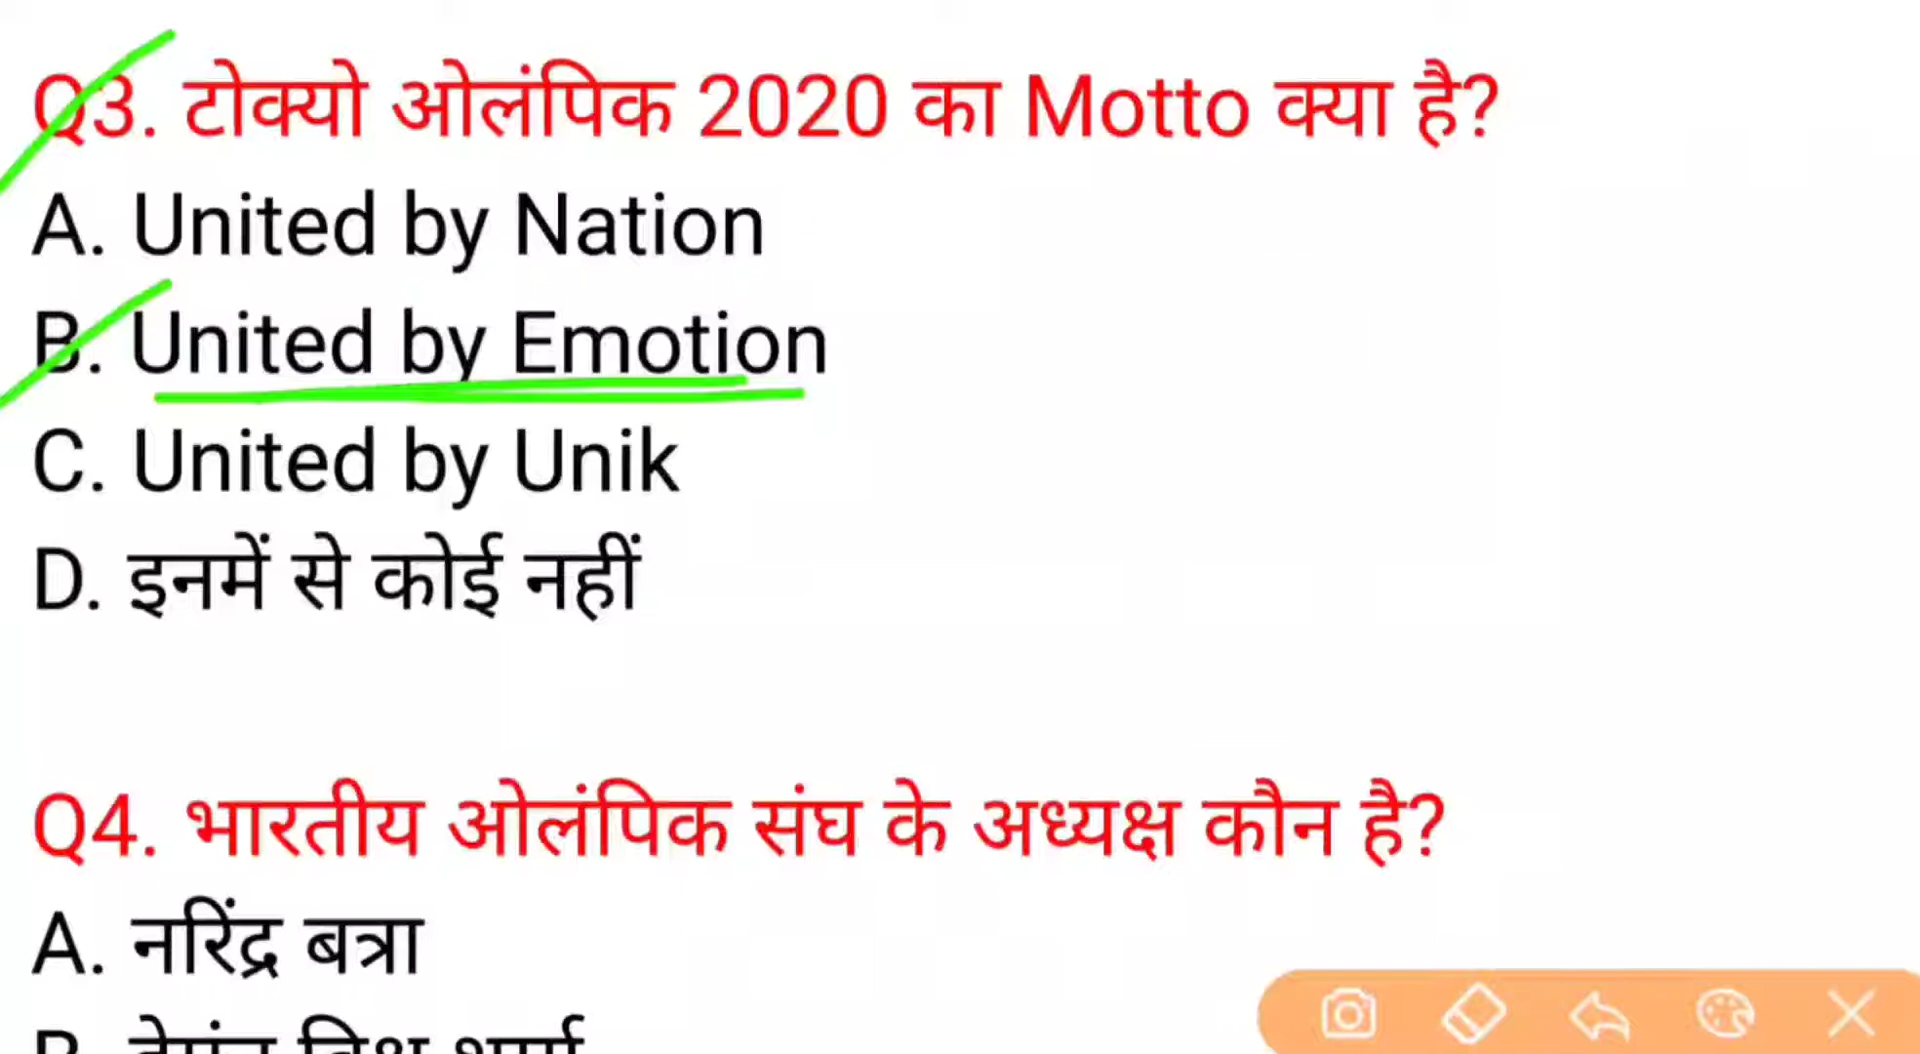 Q3. टोक्यो ओलंपिक 2020 का Motto क्या है?
A. United by Nation
B. United by Emotion
C. United by Unik
D. इनमें से कोई नहीं
Q4. भारतीय ओलंपिक संघ के अध्यक्ष कौन है?
A. नरिंद्र बत्रा